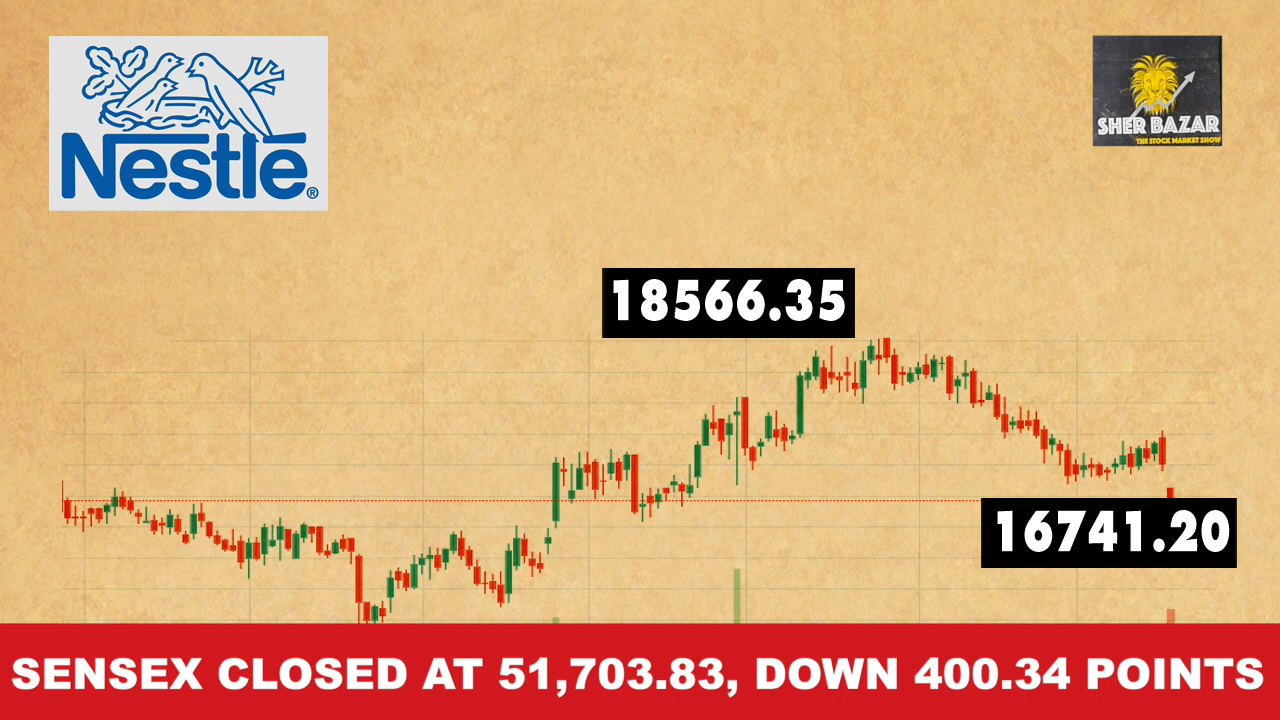 Nestlé®
SHER BAZAR
THE STOCK MARKET SHOW
18566.35
16741.20
SENSEX CLOSED AT 51,703.83, DOWN 400.34 POINTS